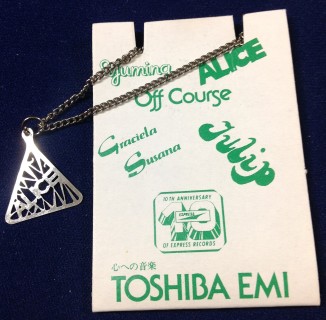 Yuming
ALICE
Off Course
Graciela
Susana
Tulip
10TH ANNIVERSARY
EXPRESS
10
OF EXPRESS RECORDS
心への音楽
TOSHIBA EMI
ALICE